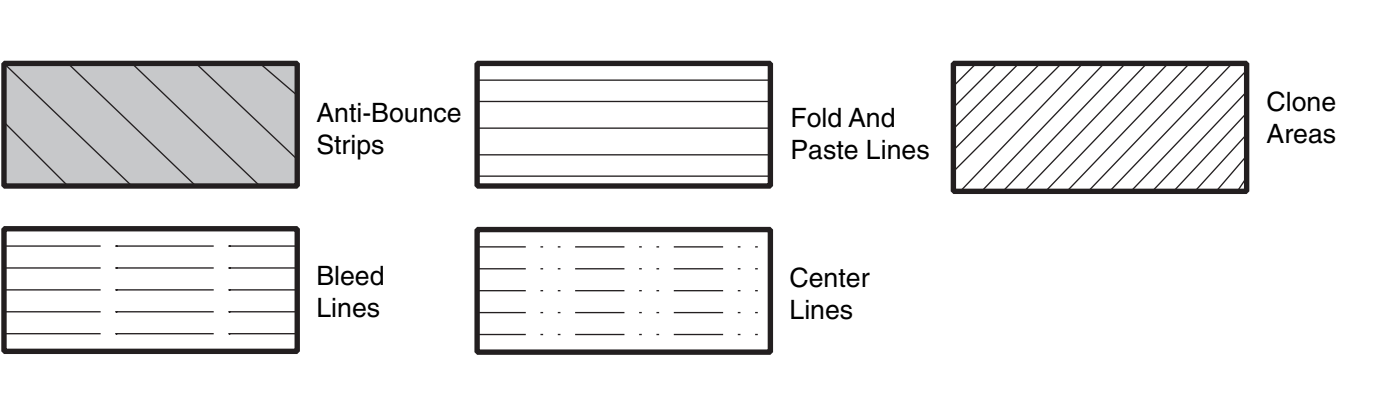 Anti-Bounce
Strips
Fold And
Paste Lines
Clone
Areas
Bleed
Lines
Center
Lines